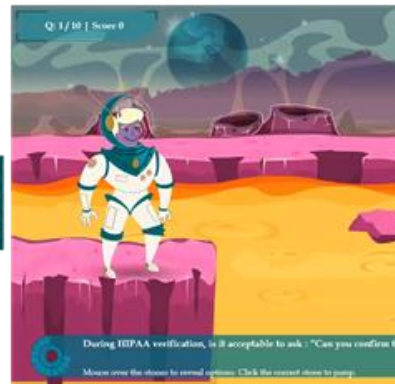 Q: 1 / 10 | Score 0
During HIPAA verification, is it acceptable to ask : "Can you confirm
Mouse over the stones to reveal options. Click the correct stone to jump.